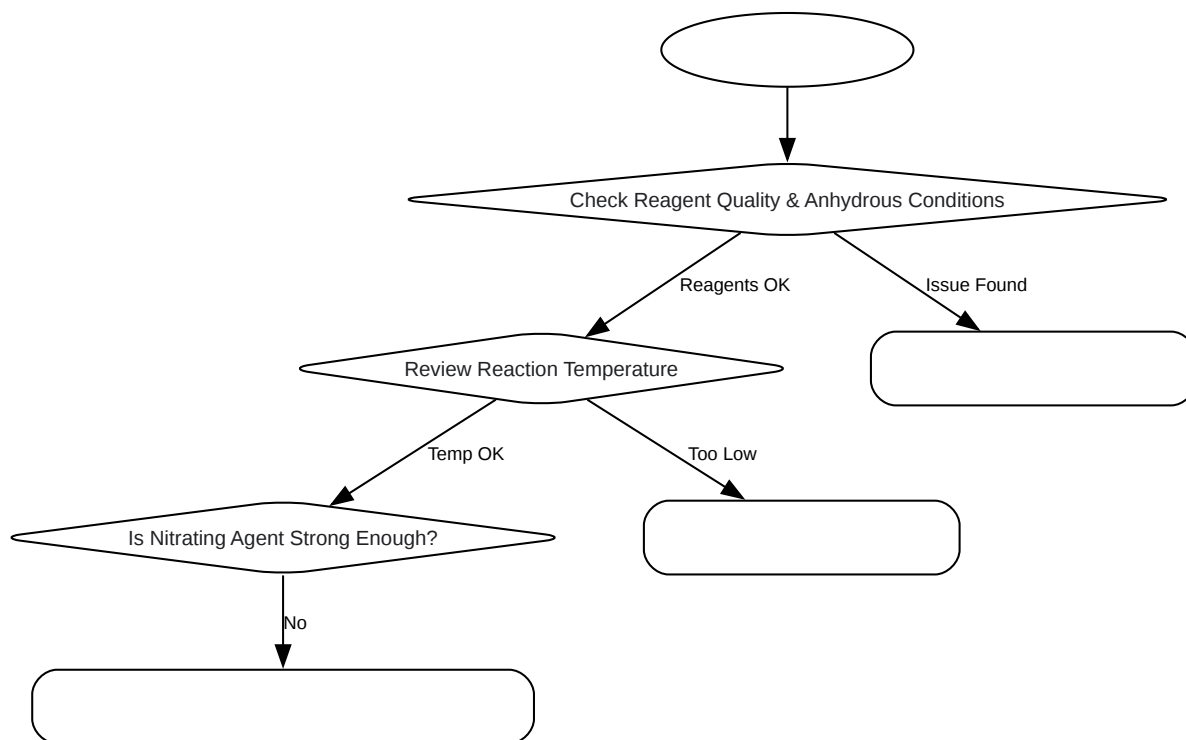 Check Reagent Quality & Anhydrous Conditions
Reagents OK
Issue Found
Review Reaction Temperature
Temp OK
Too Low
Is Nitrating Agent Strong Enough?
No